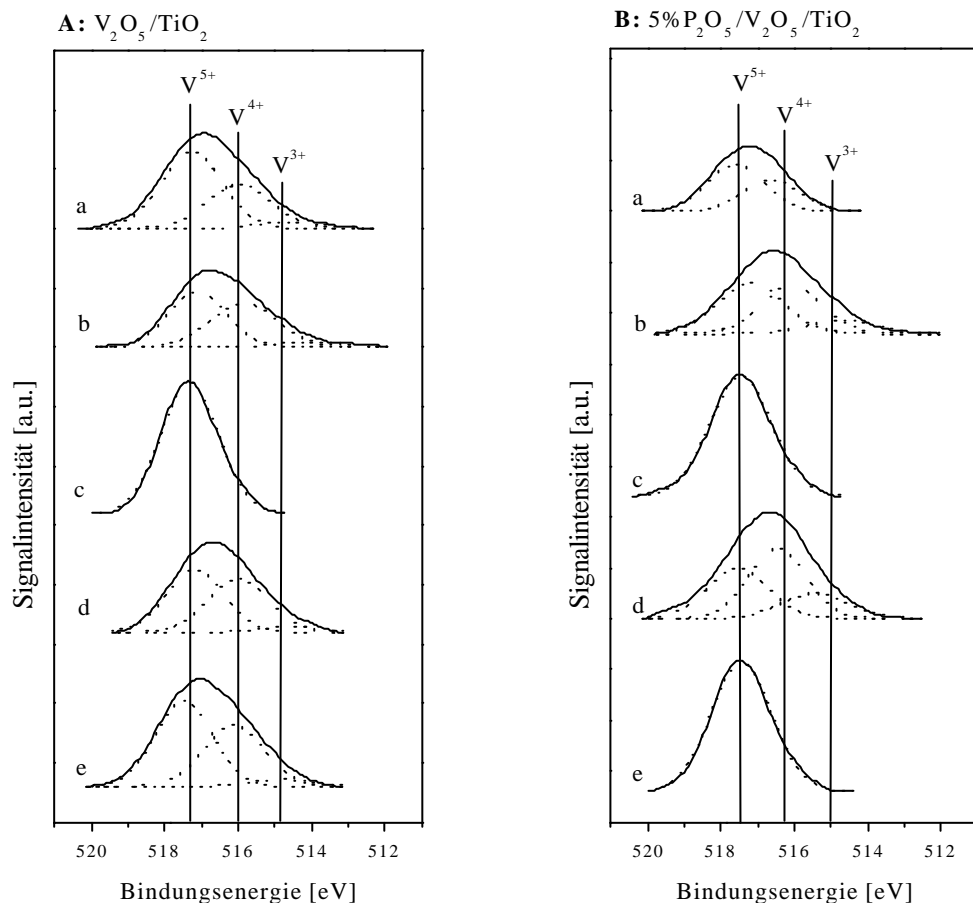 A: V₂O₅/TiO₂
V⁵⁺
V⁴⁺
V³⁺
a
b
c
d
e
Signalintensität [a.u.]
520 518 516 514 512
Bindungsenergie [eV]
B: 5%P₂O₅/V₂O₅/TiO₂
V⁵⁺
V⁴⁺
V³⁺
a
b
c
d
e
Signalintensität [a.u.]
520 518 516 514 512
Bindungsenergie [eV]